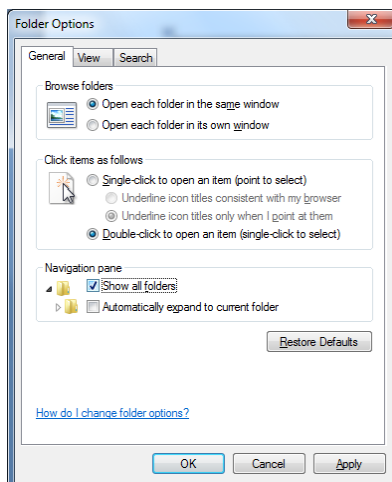 Folder Options
General
View
Search
Browse folders
Open each folder in the same window
Open each folder in its own window
Click items as follows
Single-click to open an item (point to select)
Underline icon titles consistent with my browser
Underline icon titles only when I point at them
Double-click to open an item (single-click to select)
Navigation pane
Show all folders
Automatically expand to current folder
Restore Defaults
How do I change folder options?
OK
Cancel
Apply